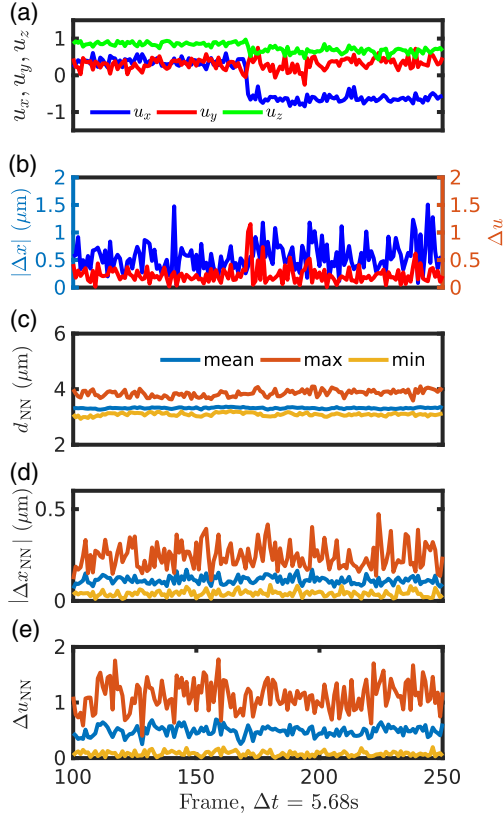 (a)
u_x, u_y, u_z
1
0
-1
u_x u_y u_z
(b)
|Δx| (μm)
2
1.5
1
0.5
0
2
1.5
1
0.5
0
Δu
(c)
d_NN (μm)
6
4
2
mean max min
(d)
|Δx_NN| (μm)
0.5
0
(e)
Δu_NN
2
1
0
100 150 200 250
Frame, Δt = 5.68s